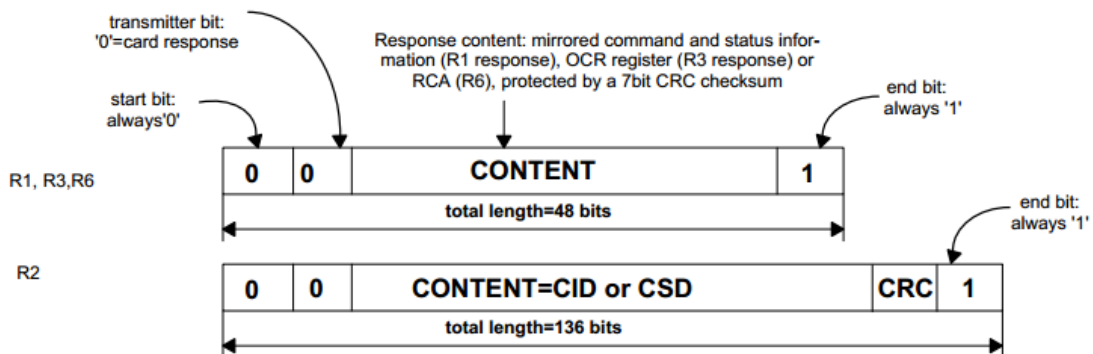 transmitter bit:
'0'=card response
Response content: mirrored command and status infor-
mation (R1 response), OCR register (R3 response) or
RCA (R6), protected by a 7bit CRC checksum
start bit:
always'0'
end bit:
always '1'
R1, R3,R6
0 0 CONTENT 1
total length=48 bits
end bit:
always '1'
R2
0 0 CONTENT=CID or CSD CRC 1
total length=136 bits